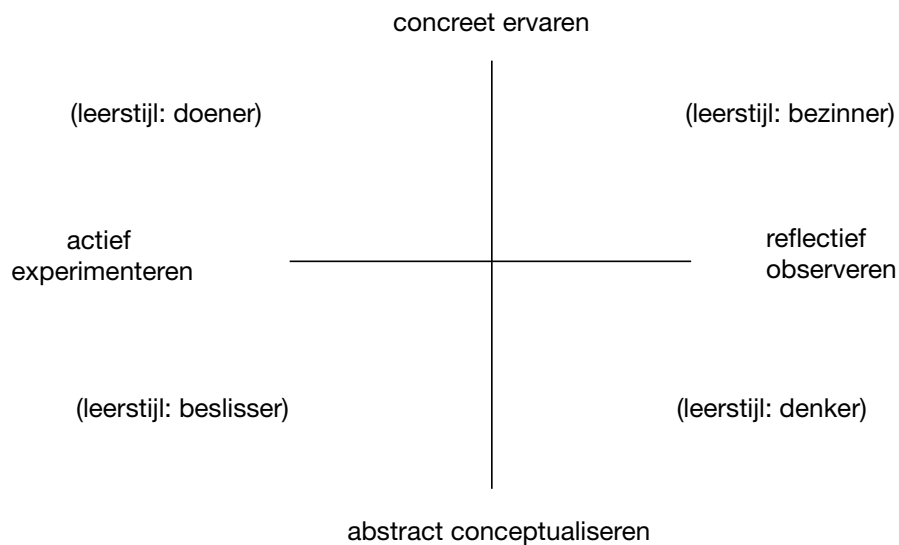 concreet ervaren
(leerstijl: doener)
(leerstijl: bezinner)
actief
experimenteren
reflectief
observeren
(leerstijl: beslisser)
(leerstijl: denker)
abstract conceptualiseren